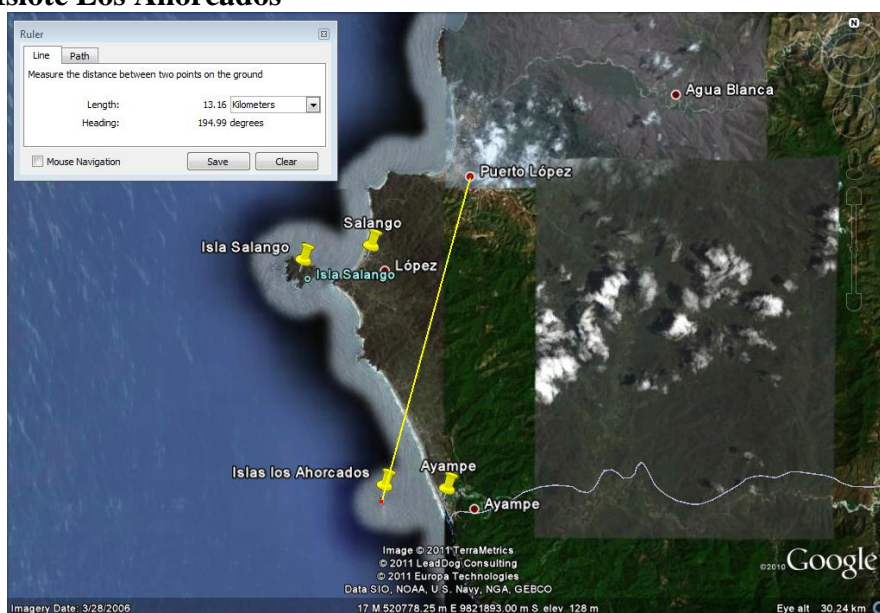 Ruler
Line Path
Measure the distance between two points on the ground
Length: 13.16 Kilometers
Heading: 194.99 degrees
Mouse Navigation Save Clear
N
Agua Blanca
Puerto López
Salango
Isla Salango
López
Isla Salango
Islas los Ahorcados
Ayampe
Ayampe
Image © 2011 TerraMetrics
© 2011 LeadDog Consulting
© 2011 Europa Technologies
Data SIO, NOAA, U.S. Navy, NGA, GEBCO
©2010 Google
Imagery Date: 3/28/2006 17 M 520778.25 m E 9821893.00 m S elev 128 m Eye alt 30.24 km